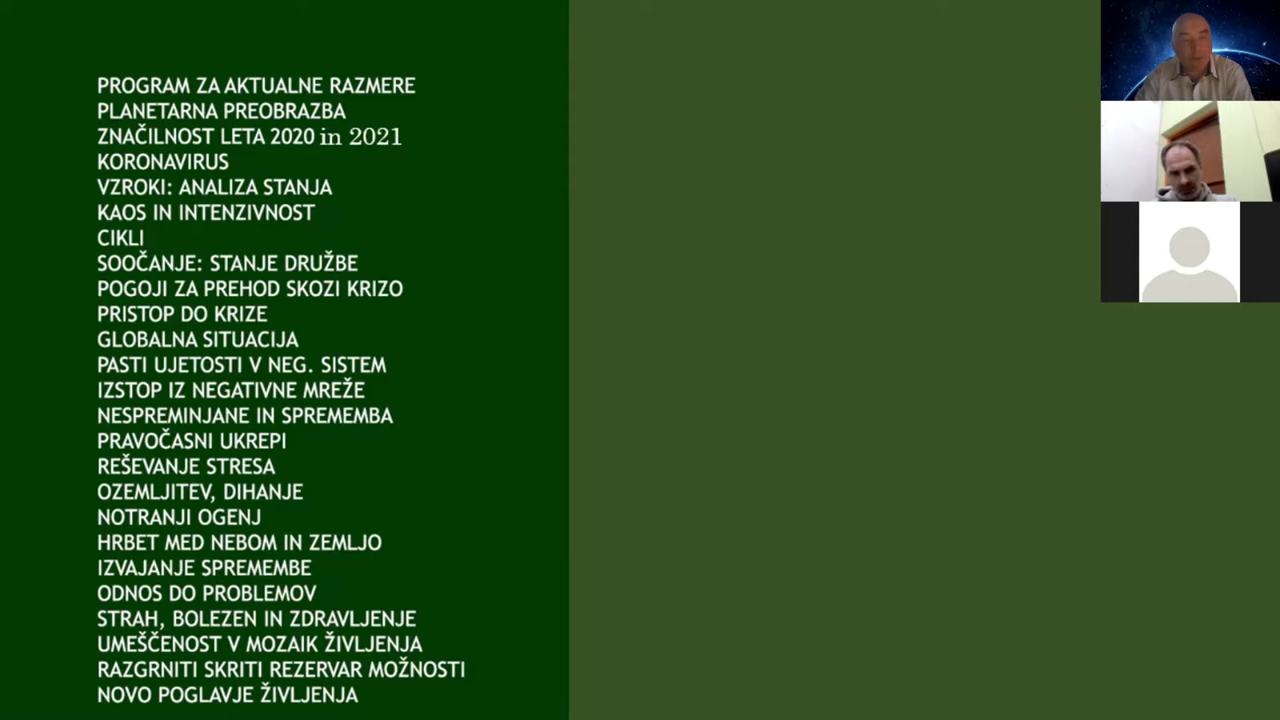 PROGRAM ZA AKTUALNE RAZMERE
PLANETARNA PREOBRAZBA
ZNAČILNOST LETA 2020 in 2021
KORONAVIRUS
VZROKI: ANALIZA STANJA
KAOS IN INTENZIVNOST
CIKLI
SOOČANJE: STANJE DRUŽBE
POGOJI ZA PREHOD SKOZI KRIZO
PRISTOP DO KRIZE
GLOBALNA SITUACIJA
PASTI UJETOSTI V NEG. SISTEM
IZSTOP IZ NEGATIVNE MREŽE
NESPREMINJANE IN SPREMEMBA
PRAVOČASNI UKREPI
REŠEVANJE STRESA
OZEMLJITEV, DIHANJE
NOTRANJI OGENJ
HRBET MED NEBOM IN ZEMLJO
IZVAJANJE SPREMEMBE
ODNOS DO PROBLEMOV
STRAH, BOLEZEN IN ZDRAVLJENJE
UMEŠČENOST V MOZAIK ŽIVLJENJA
RAZGRNITI SKRITI REZERVAR MOŽNOSTI
NOVO POGLAVJE ŽIVLJENJA